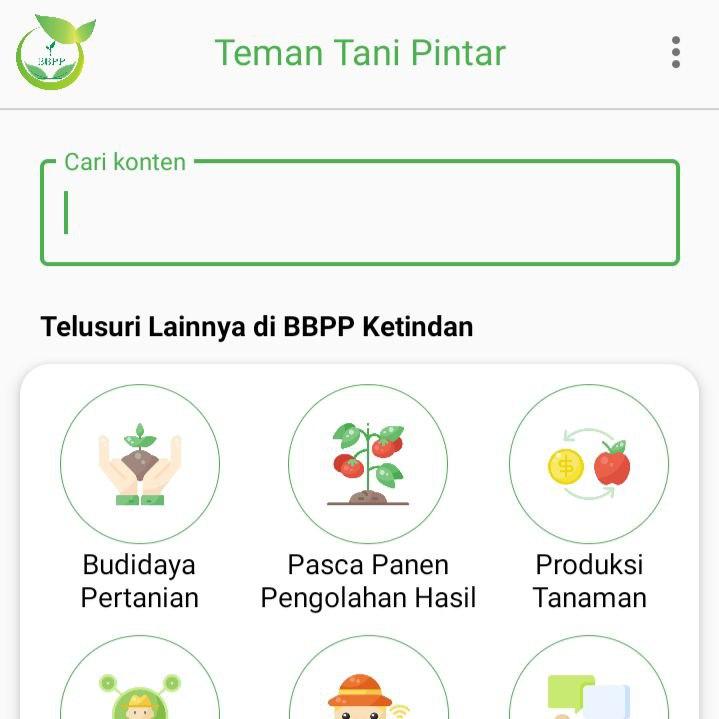 BBPP
Teman Tani Pintar
Cari konten
Telusuri Lainnya di BBPP Ketindan
Budidaya
Pertanian
Pasca Panen
Pengolahan Hasil
Produksi
Tanaman